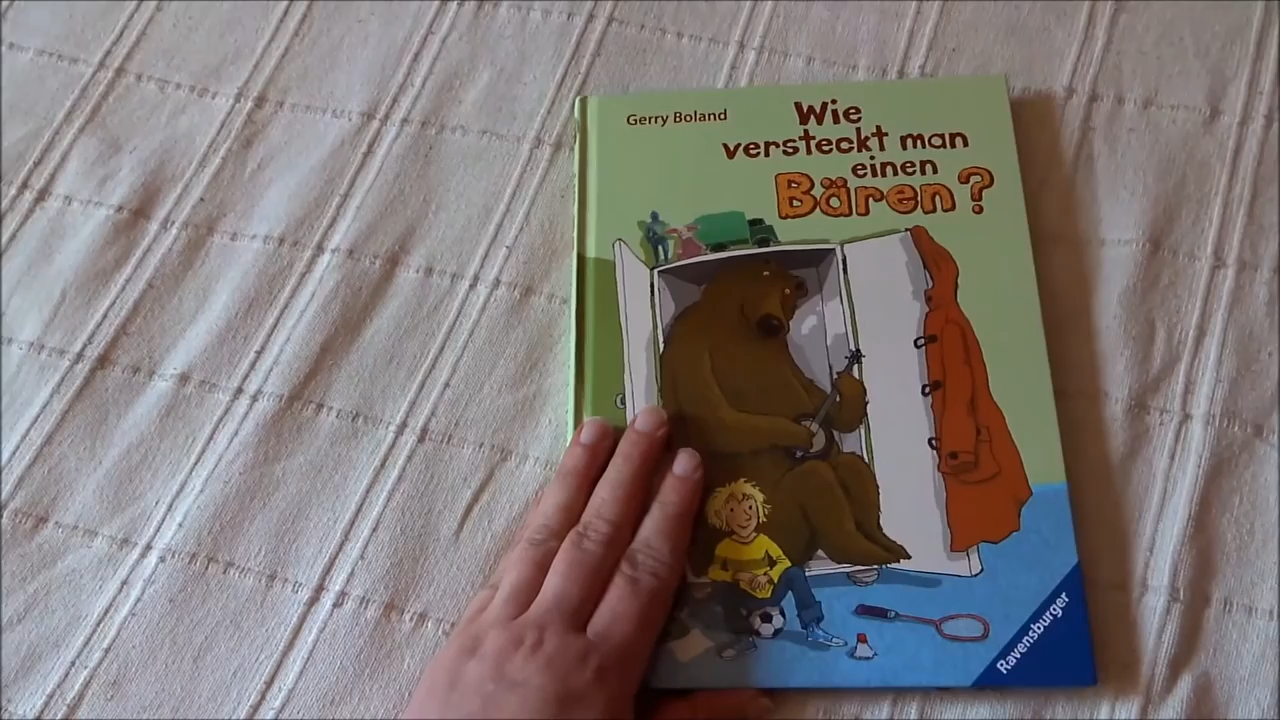 Gerry Boland
Wie
versteckt man
einen
Bären?
Ravensburger